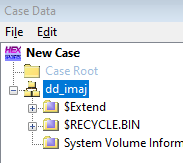 Case Data
File Edit
HEX
New Case
Case Root
dd_imaj
$Extend
$RECYCLE.BIN
System Volume Inform